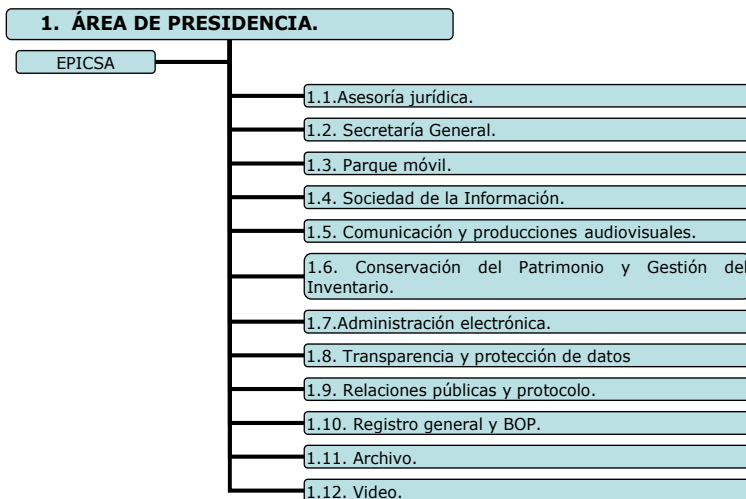 1. ÁREA DE PRESIDENCIA.
EPICSA
1.1.Asesoría jurídica.
1.2. Secretaría General.
1.3. Parque móvil.
1.4. Sociedad de la Información.
1.5. Comunicación y producciones audiovisuales.
1.6. Conservación del Patrimonio y Gestión del
Inventario.
1.7.Administración electrónica.
1.8. Transparencia y protección de datos
1.9. Relaciones públicas y protocolo.
1.10. Registro general y BOP.
1.11. Archivo.
1.12. Video.